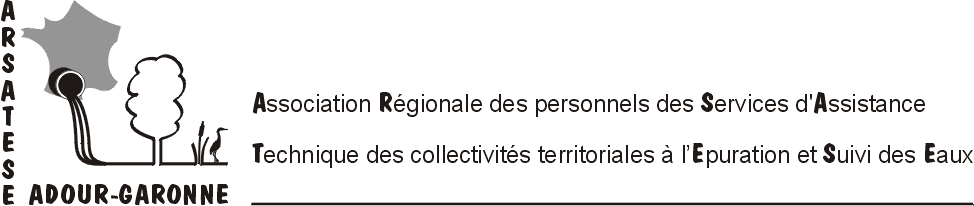 ARSATESE
ADOUR-GARONNE
Association Régionale des personnels des Services d'Assistance
Technique des collectivités territoriales à l'Epuration et Suivi des Eaux